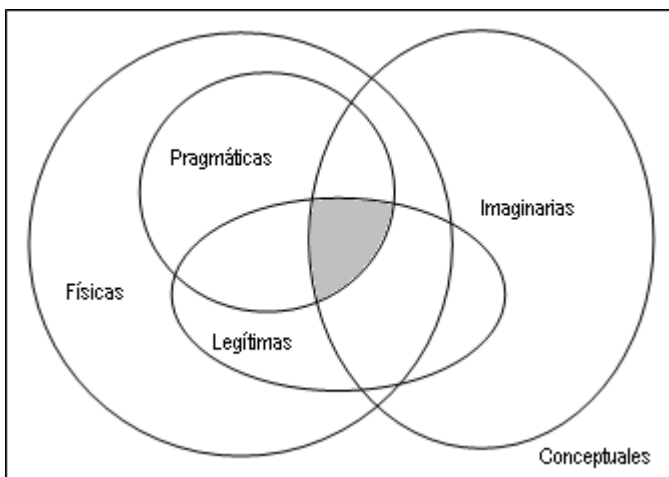 Pragmáticas
Imaginarias
Físicas
Legítimas
Conceptuales